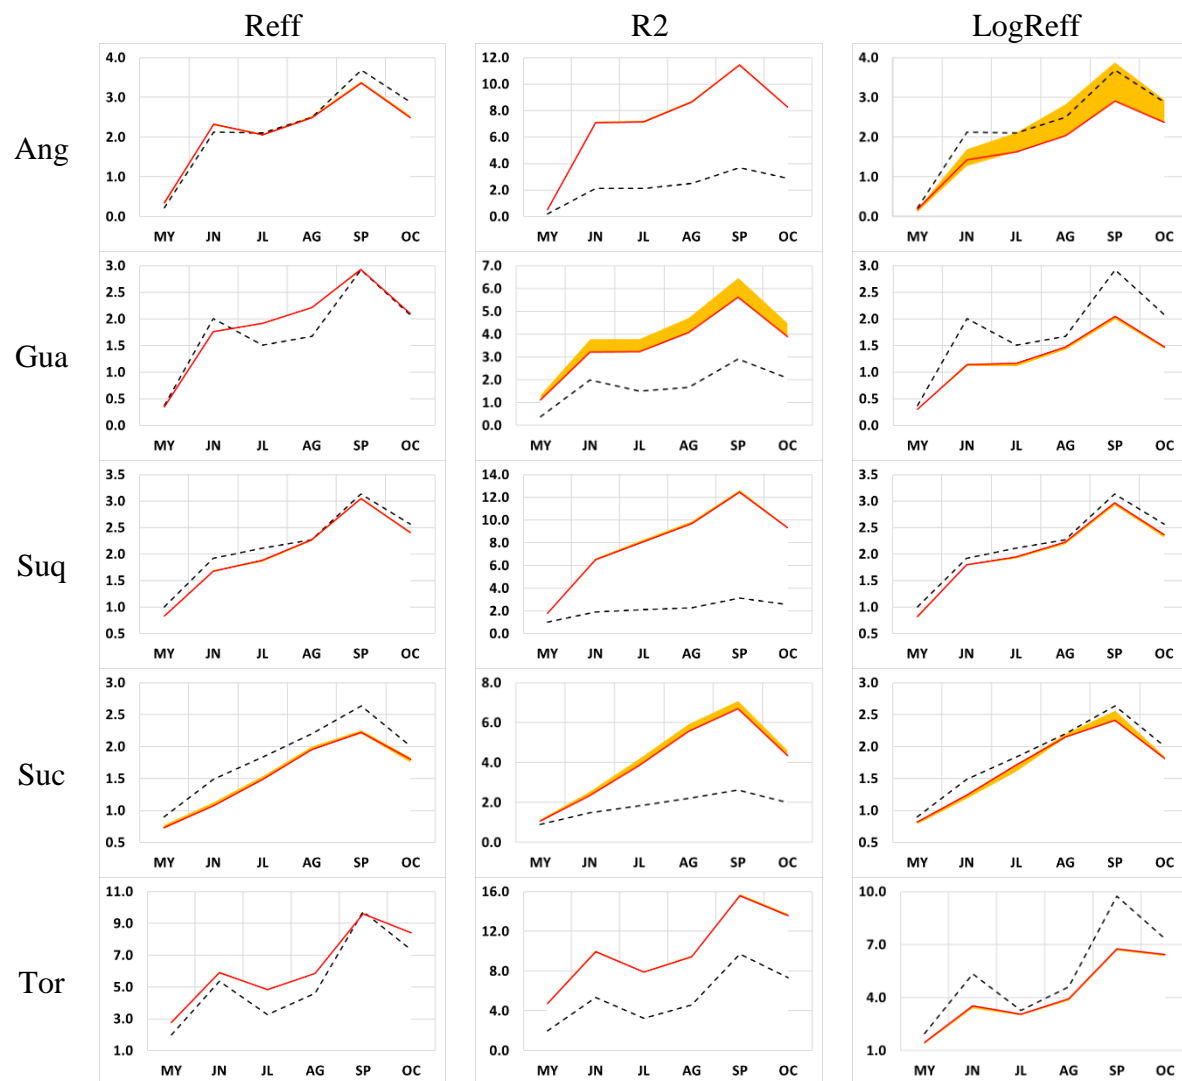 Reff R2 LogReff
Ang
4.0 3.0 2.0 1.0 0.0
MY JN JL AG SP OC
12.0 10.0 8.0 6.0 4.0 2.0 0.0
MY JN JL AG SP OC
4.0 3.0 2.0 1.0 0.0
MY JN JL AG SP OC
Gua
3.0 2.5 2.0 1.5 1.0 0.5 0.0
MY JN JL AG SP OC
7.0 6.0 5.0 4.0 3.0 2.0 1.0 0.0
MY JN JL AG SP OC
3.0 2.5 2.0 1.5 1.0 0.5 0.0
MY JN JL AG SP OC
Suq
3.5 3.0 2.5 2.0 1.5 1.0 0.5
MY JN JL AG SP OC
14.0 12.0 10.0 8.0 6.0 4.0 2.0 0.0
MY JN JL AG SP OC
3.5 3.0 2.5 2.0 1.5 1.0 0.5
MY JN JL AG SP OC
Suc
3.0 2.5 2.0 1.5 1.0 0.5
MY JN JL AG SP OC
8.0 6.0 4.0 2.0 0.0
MY JN JL AG SP OC
3.0 2.5 2.0 1.5 1.0 0.5
MY JN JL AG SP OC
Tor
11.0 9.0 7.0 5.0 3.0 1.0
MY JN JL AG SP OC
16.0 12.0 8.0 4.0 0.0
MY JN JL AG SP OC
10.0 7.0 4.0 1.0
MY JN JL AG SP OC